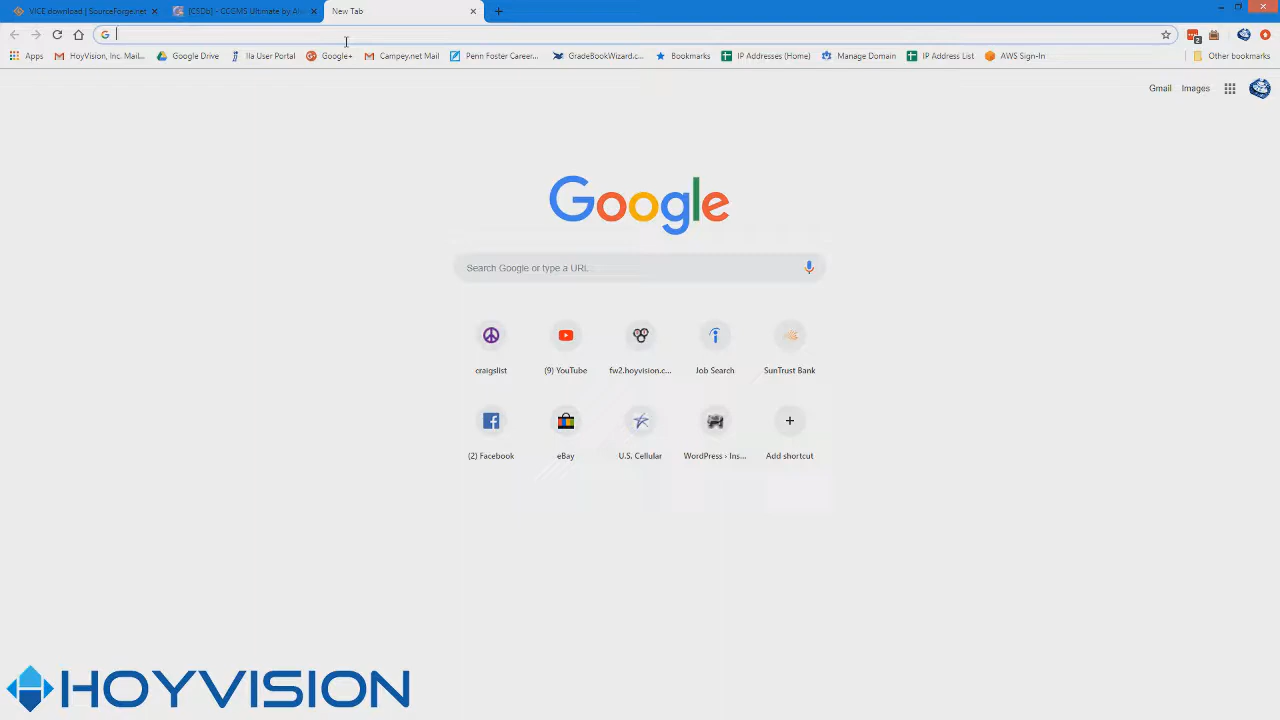 VICE download | SourceForge.net
[CSDb] - CCGMS Ultimate by Alw
New Tab
Apps
HoyVision, Inc. Mail...
Google Drive
IIa User Portal
Google+
Campey.net Mail
Penn Foster Career...
GradeBookWizard.c...
Bookmarks
IP Addresses (Home)
Manage Domain
IP Address List
AWS Sign-In
Other bookmarks
Gmail
Images
Google
Search Google or type a URL
craigslist
(9) YouTube
fw2.hoyvision.c...
Job Search
SunTrust Bank
(2) Facebook
eBay
U.S. Cellular
WordPress › Ins...
Add shortcut
HOYVISION